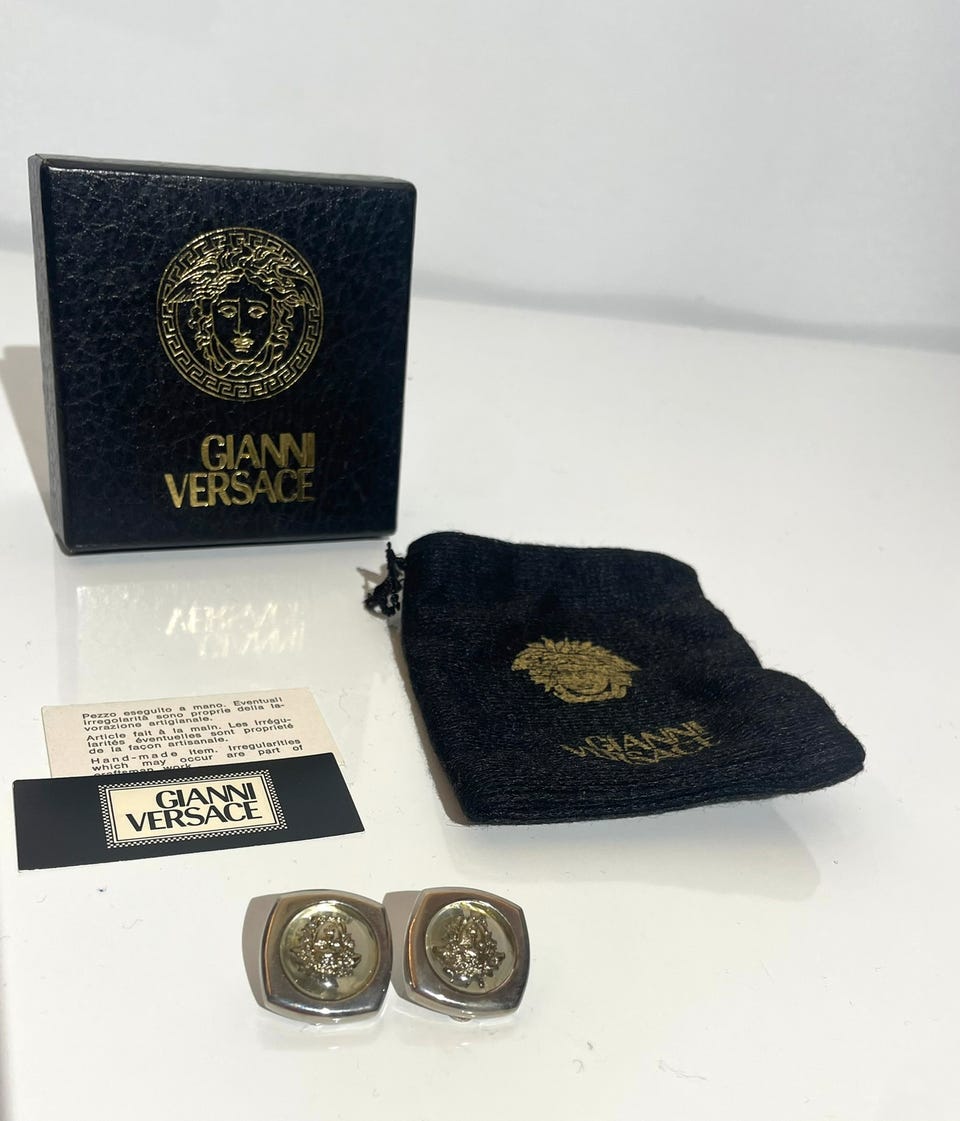 GIANNI
VERSACE
Pezzo eseguito a mano. Eventuali
irregolarità sono proprie della la-
vorazione artigianale.
Article fait à la main. Les irrégu-
larités éventuelles sont propriété
de la façon artisanale.
Hand-made item. Irregularities
which may occur are part of
craftsman work.
GIANNI
VERSACE
GIANNI
VERSACE